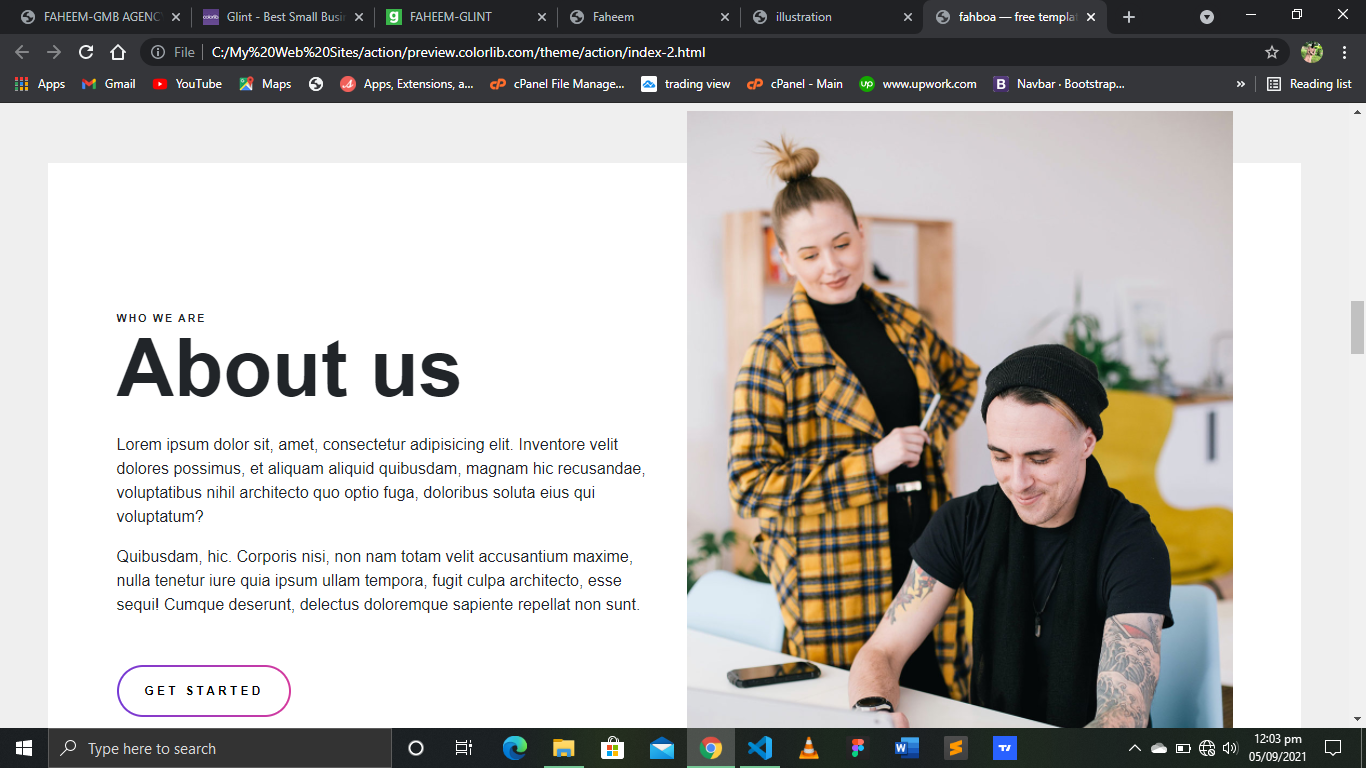 FAHEEM-GMB AGENC
Glint - Best Small Busi
FAHEEM-GLINT
Faheem
illustration
fahboa — free templa
File
C:/My%20Web%20Sites/action/preview.colorlib.com/theme/action/index-2.html
Apps
Gmail
YouTube
Maps
Apps, Extensions, a...
cPanel File Manage...
trading view
cPanel - Main
www.upwork.com
Navbar · Bootstrap...
»
Reading list
WHO WE ARE
About us
Lorem ipsum dolor sit, amet, consectetur adipisicing elit. Inventore velit
dolores possimus, et aliquam aliquid quibusdam, magnam hic recusandae,
voluptatibus nihil architecto quo optio fuga, doloribus soluta eius qui
voluptatum?
Quibusdam, hic. Corporis nisi, non nam totam velit accusantium maxime,
nulla tenetur iure quia ipsum ullam tempora, fugit culpa architecto, esse
sequi! Cumque deserunt, delectus doloremque sapiente repellat non sunt.
GET STARTED
Type here to search
12:03 pm
05/09/2021